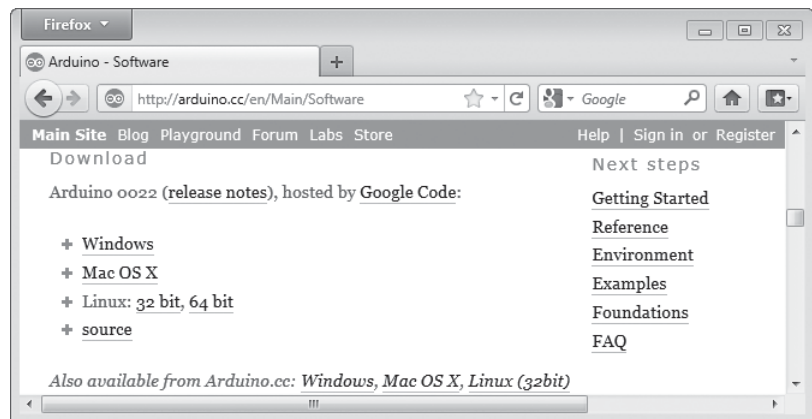 Firefox
Arduino - Software
http://arduino.cc/en/Main/Software
Google
Main Site Blog Playground Forum Labs Store
Help | Sign in or Register
Download
Arduino 0022 (release notes), hosted by Google Code:
Windows
Mac OS X
Linux: 32 bit, 64 bit
source
Also available from Arduino.cc: Windows, Mac OS X, Linux (32bit)
Next steps
Getting Started
Reference
Environment
Examples
Foundations
FAQ